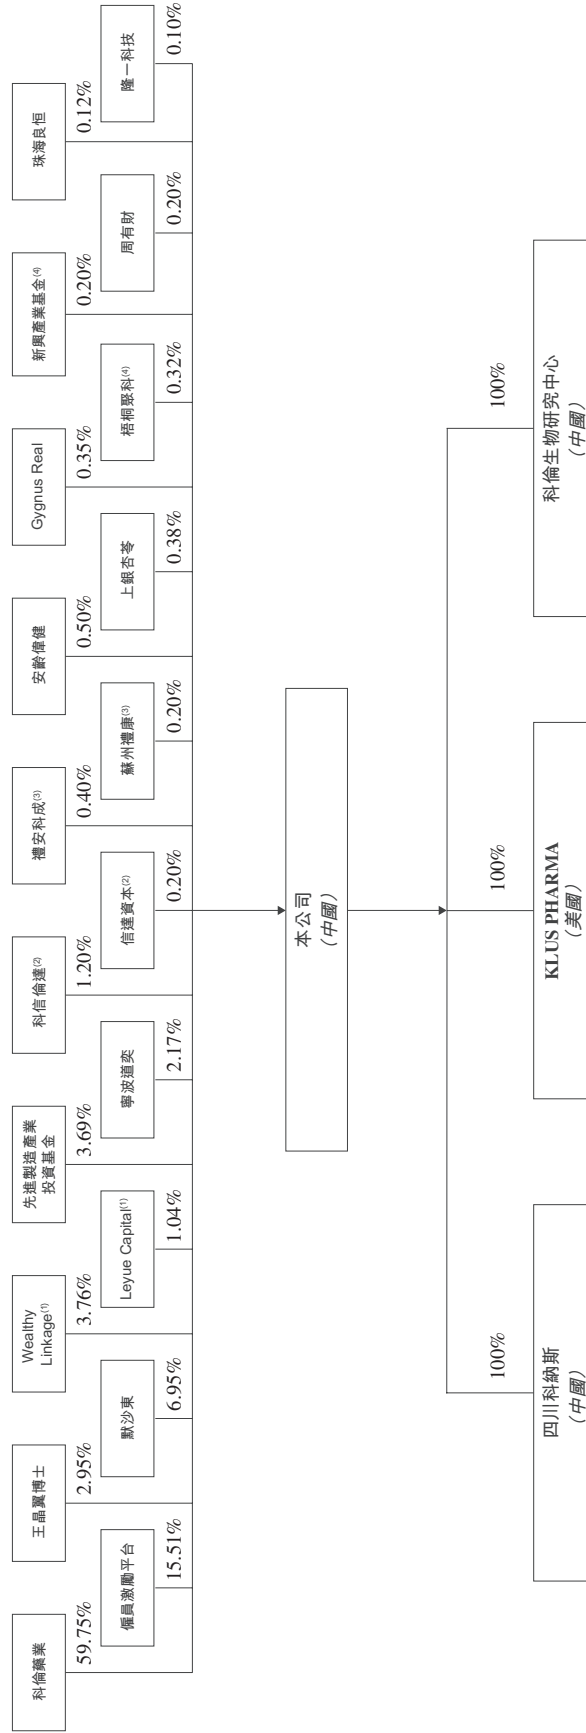 科倫藥業
王晶翼博士
Wealthy
Linkage(1)
先進製造產業
投資基金
科信倫達(2)
禮安科成(3)
安齡偉健
Gygnus Real
新興產業基金(4)
珠海良恒
59.75%
2.95%
3.76%
3.69%
1.20%
0.40%
0.50%
0.35%
0.20%
0.12%
僱員激勵平台
默沙東
Leyue Capital(1)
寧波道奕
信達資本(2)
蘇州禮康(3)
上銀杏苓
梧桐聚科(4)
周有財
隆一科技
15.51%
6.95%
1.04%
2.17%
0.20%
0.20%
0.38%
0.32%
0.20%
0.10%
本公司
(中國)
100%
100%
100%
四川科納斯
(中國)
KLUS PHARMA
(美國)
科倫生物研究中心
(中國)